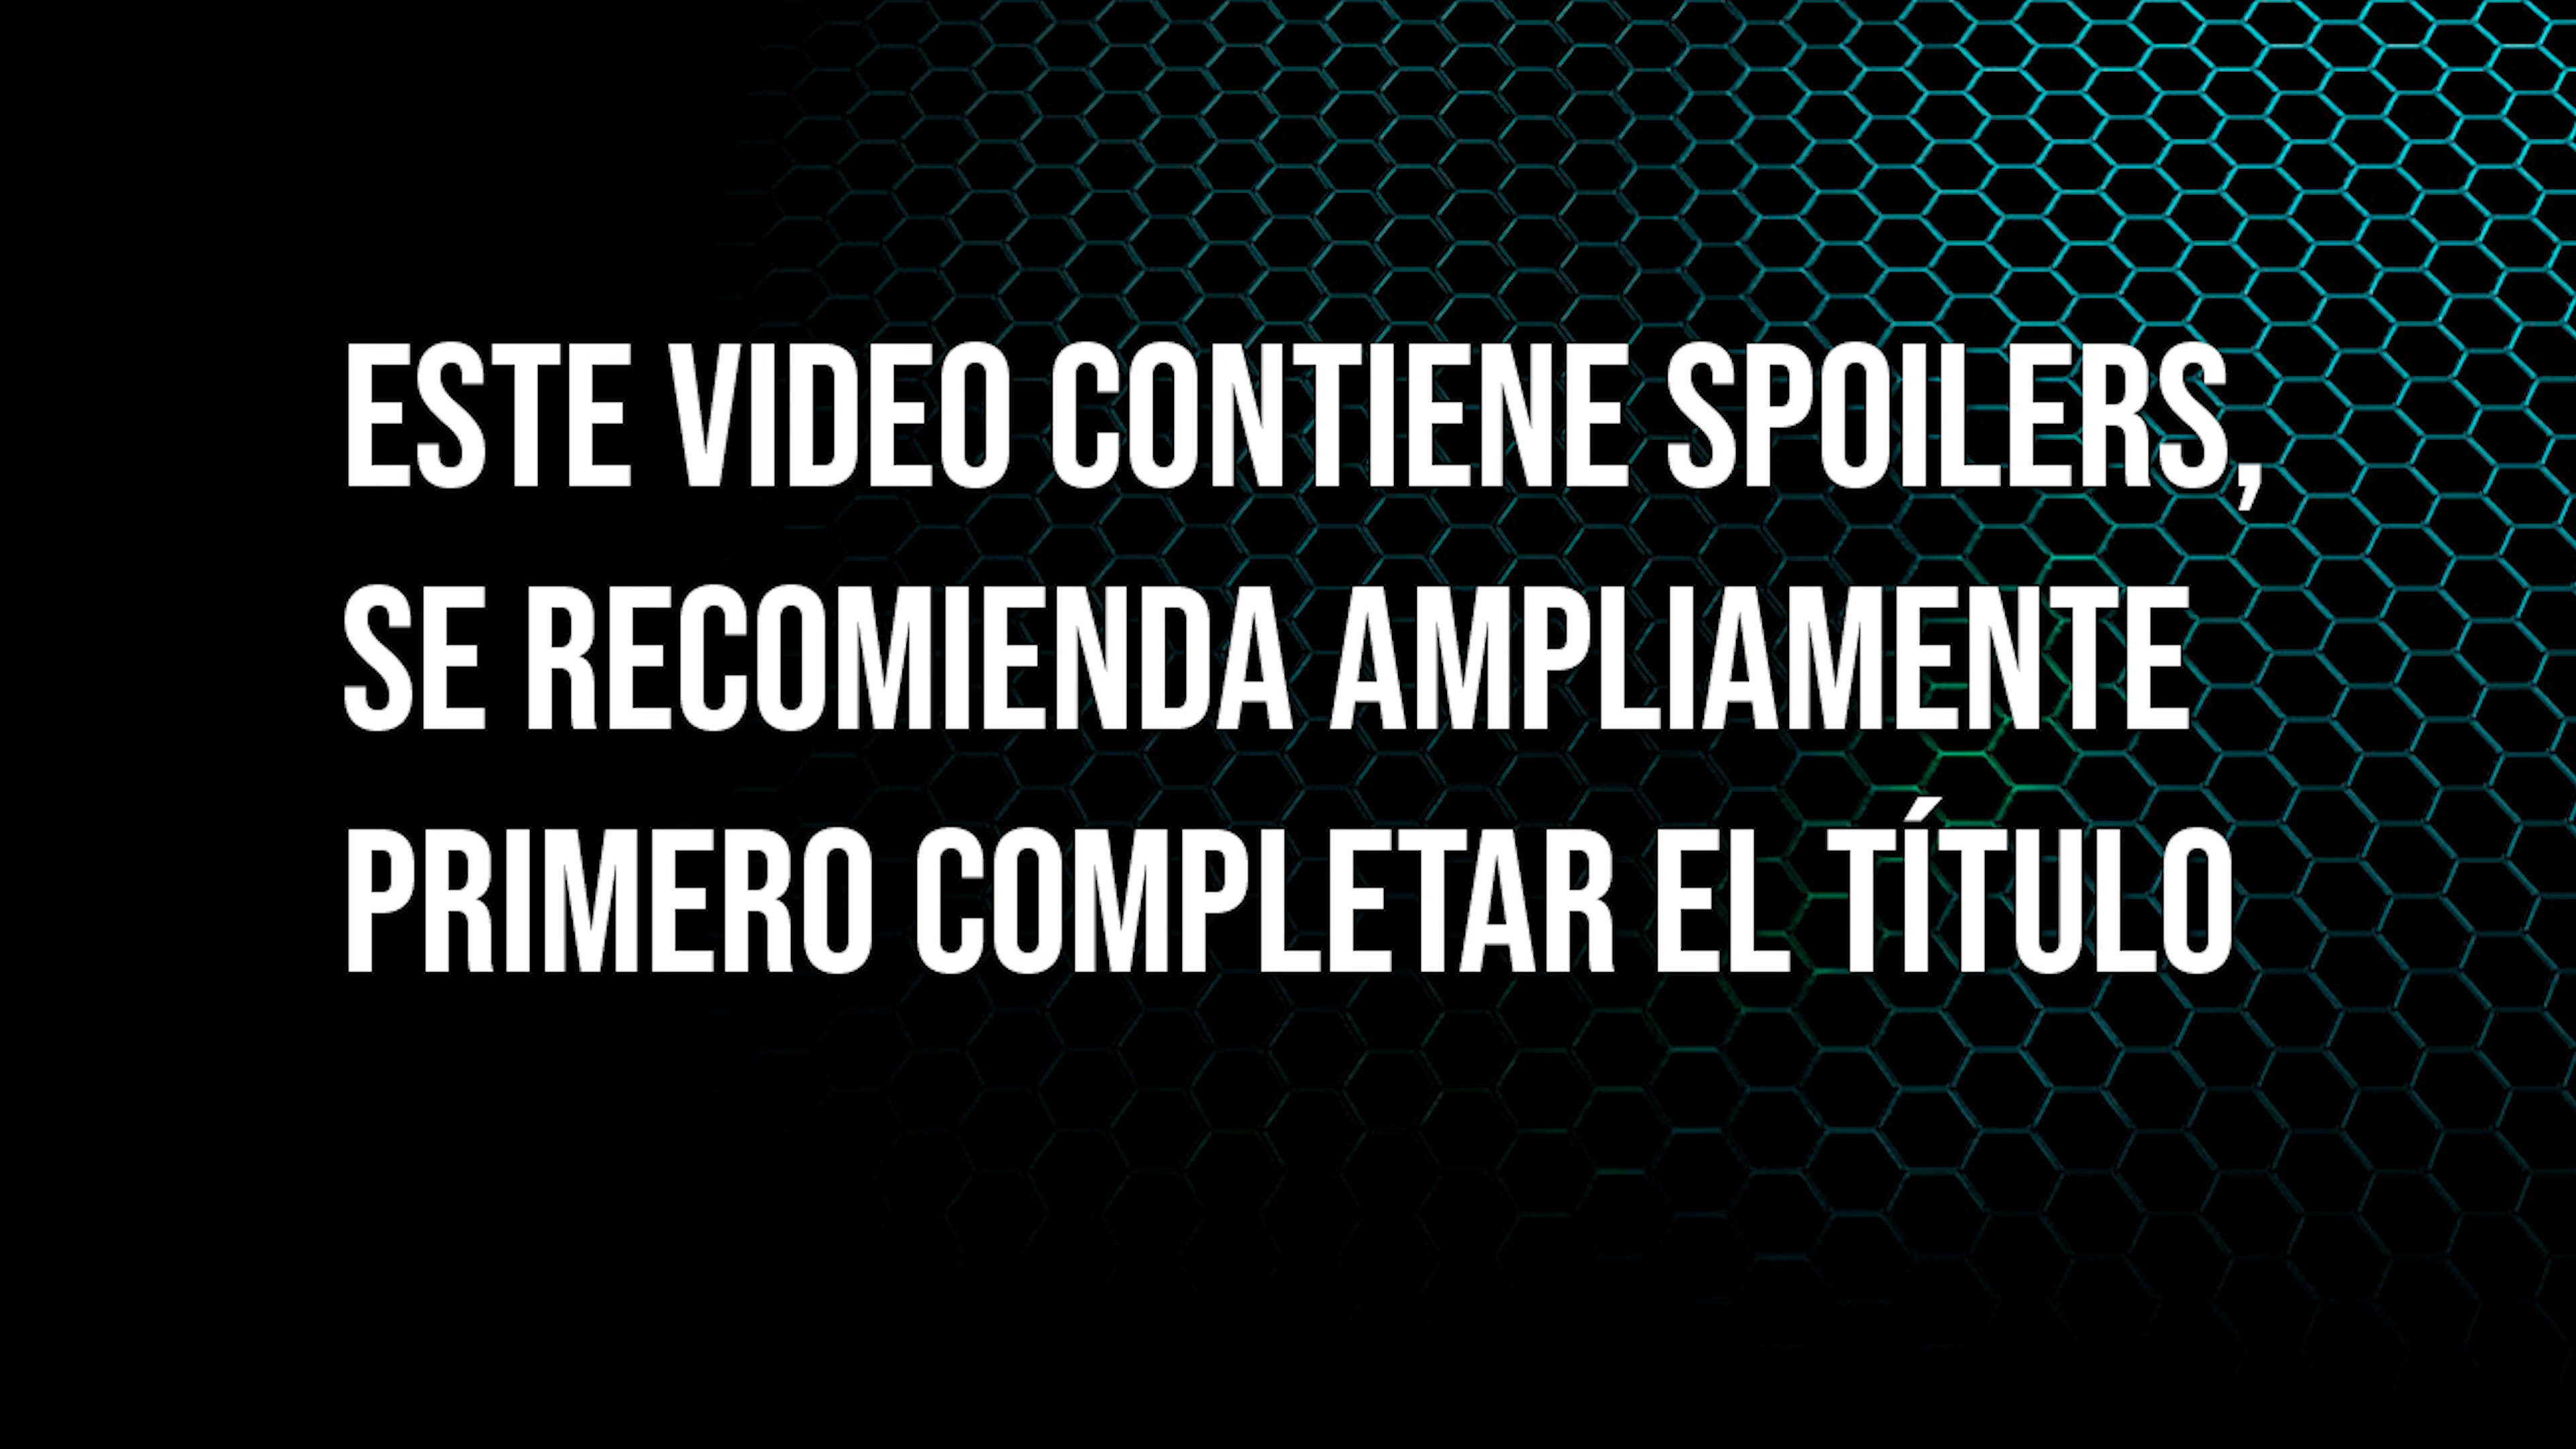 ESTE VIDEO CONTIENE SPOILERS,
SE RECOMIENDA AMPLIAMENTE
PRIMERO COMPLETAR EL TÍTULO